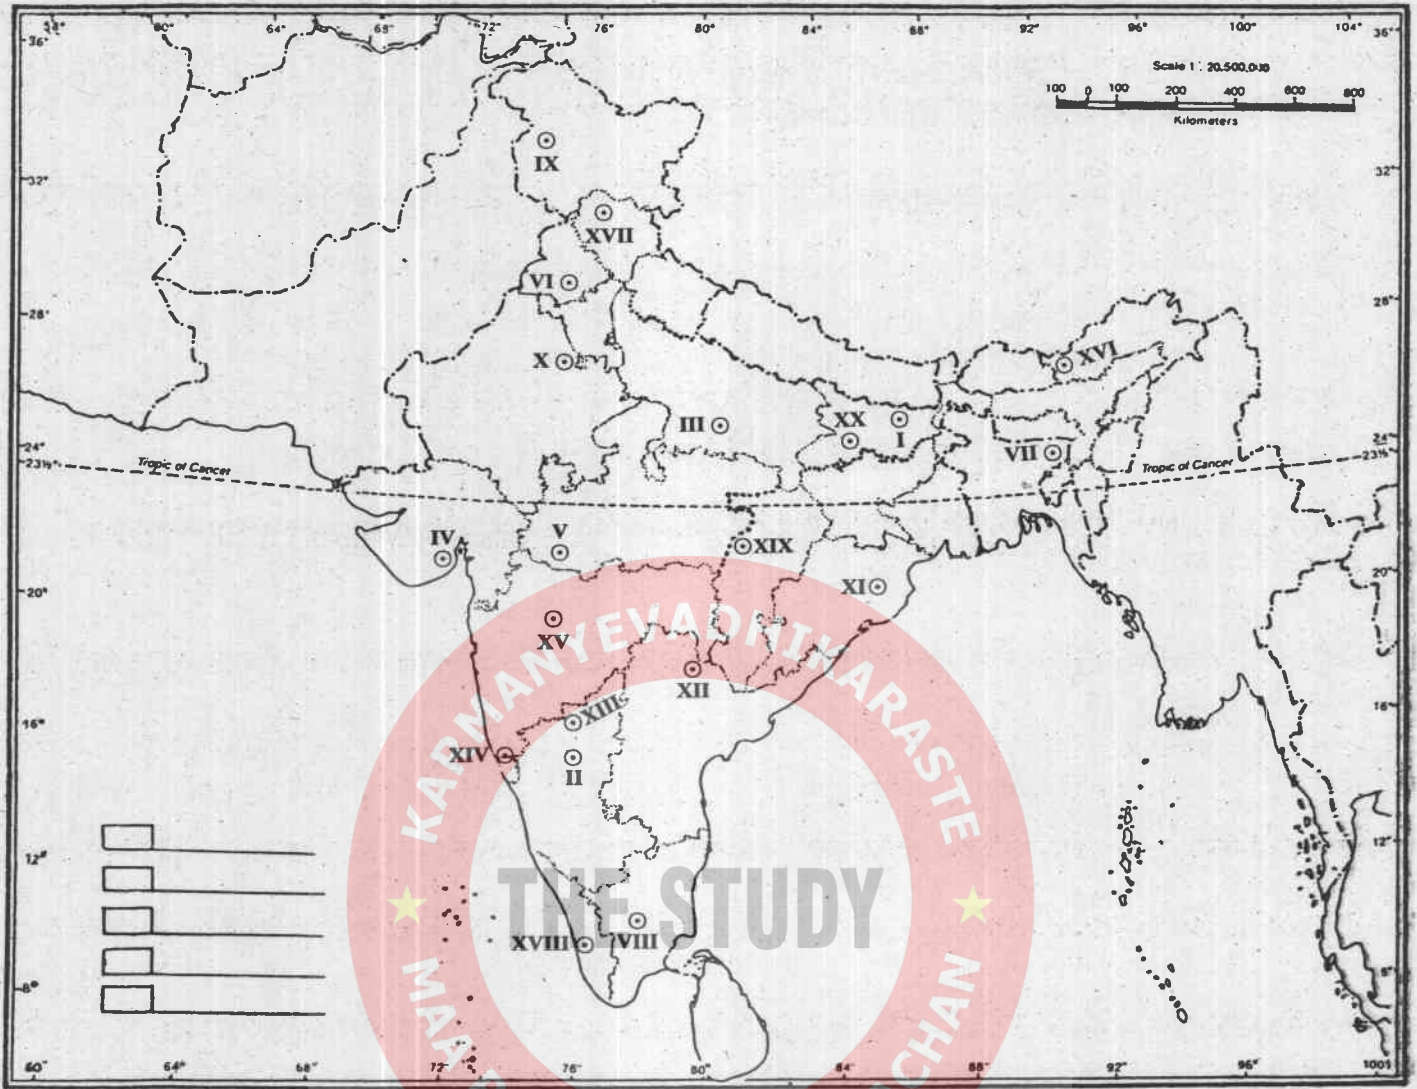 60° 64° 68° 72° 76° 80° 84° 88° 92° 96° 100° 104°
36° 36°
Scale 1 : 20,500,000
100 0 100 200 400 600 800
Kilometers
IX
32° 32°
XVII
VI
28° 28°
X
XVI
III
XX
I
VII
24° 24°
23½° 23½°
Tropic of Cancer
Tropic of Cancer
IV
V
XIX
20° 20°
XI
XV
XII
XIII
16° 16°
XIV
II
12° 12°
XVIII
VIII
8° 8°
60° 64° 68° 72° 76° 80° 84° 88° 92° 96° 100°
KARMANYEVADHIKARASTE
THE STUDY
MA
CHAN